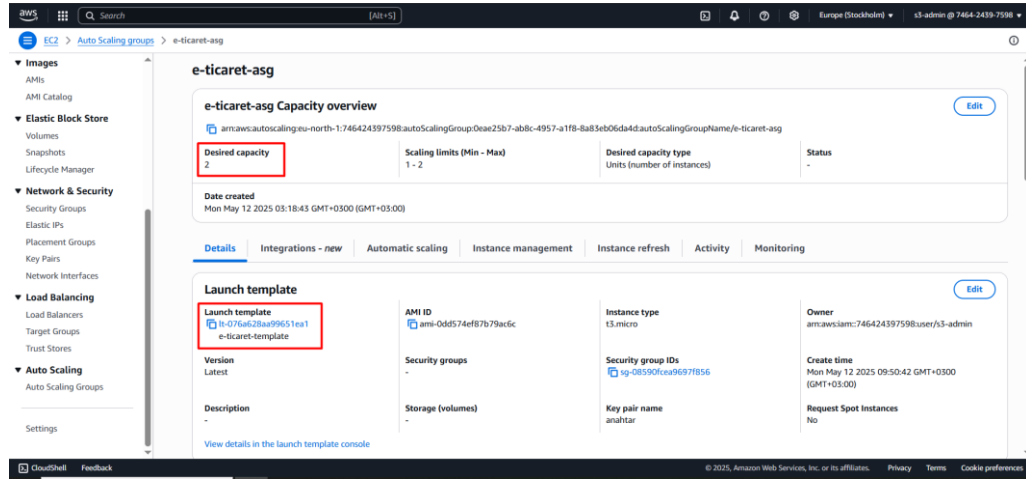 aws
Search
[Alt+S]
Europe (Stockholm)
s3-admin @ 7464-2439-7598
EC2 > Auto Scaling groups > e-ticaret-asg
Images
AMIs
AMI Catalog
Elastic Block Store
Volumes
Snapshots
Lifecycle Manager
Network & Security
Security Groups
Elastic IPs
Placement Groups
Key Pairs
Network Interfaces
Load Balancing
Load Balancers
Target Groups
Trust Stores
Auto Scaling
Auto Scaling Groups
Settings
e-ticaret-asg
e-ticaret-asg Capacity overview
Edit
arn:aws:autoscaling:eu-north-1:746424397598:autoScalingGroup:0eae25b7-ab8c-4957-a1f8-8a83eb06da4d:autoScalingGroupName/e-ticaret-asg
Desired capacity
2
Scaling limits (Min - Max)
1 - 2
Desired capacity type
Units (number of instances)
Status
-
Date created
Mon May 12 2025 03:18:43 GMT+0300 (GMT+03:00)
Details
Integrations - new
Automatic scaling
Instance management
Instance refresh
Activity
Monitoring
Launch template
Edit
Launch template
lt-076a628aa99651ea1
e-ticaret-template
AMI ID
ami-0dd574ef87b79ac6c
Instance type
t3.micro
Owner
arn:aws:iam::746424397598:user/s3-admin
Version
Latest
Security groups
-
Security group IDs
sg-08590fcea9697f856
Create time
Mon May 12 2025 09:50:42 GMT+0300
(GMT+03:00)
Description
-
Storage (volumes)
-
Key pair name
anahtar
Request Spot Instances
No
View details in the launch template console
CloudShell
Feedback
© 2025, Amazon Web Services, Inc. or its affiliates.
Privacy
Terms
Cookie preferences